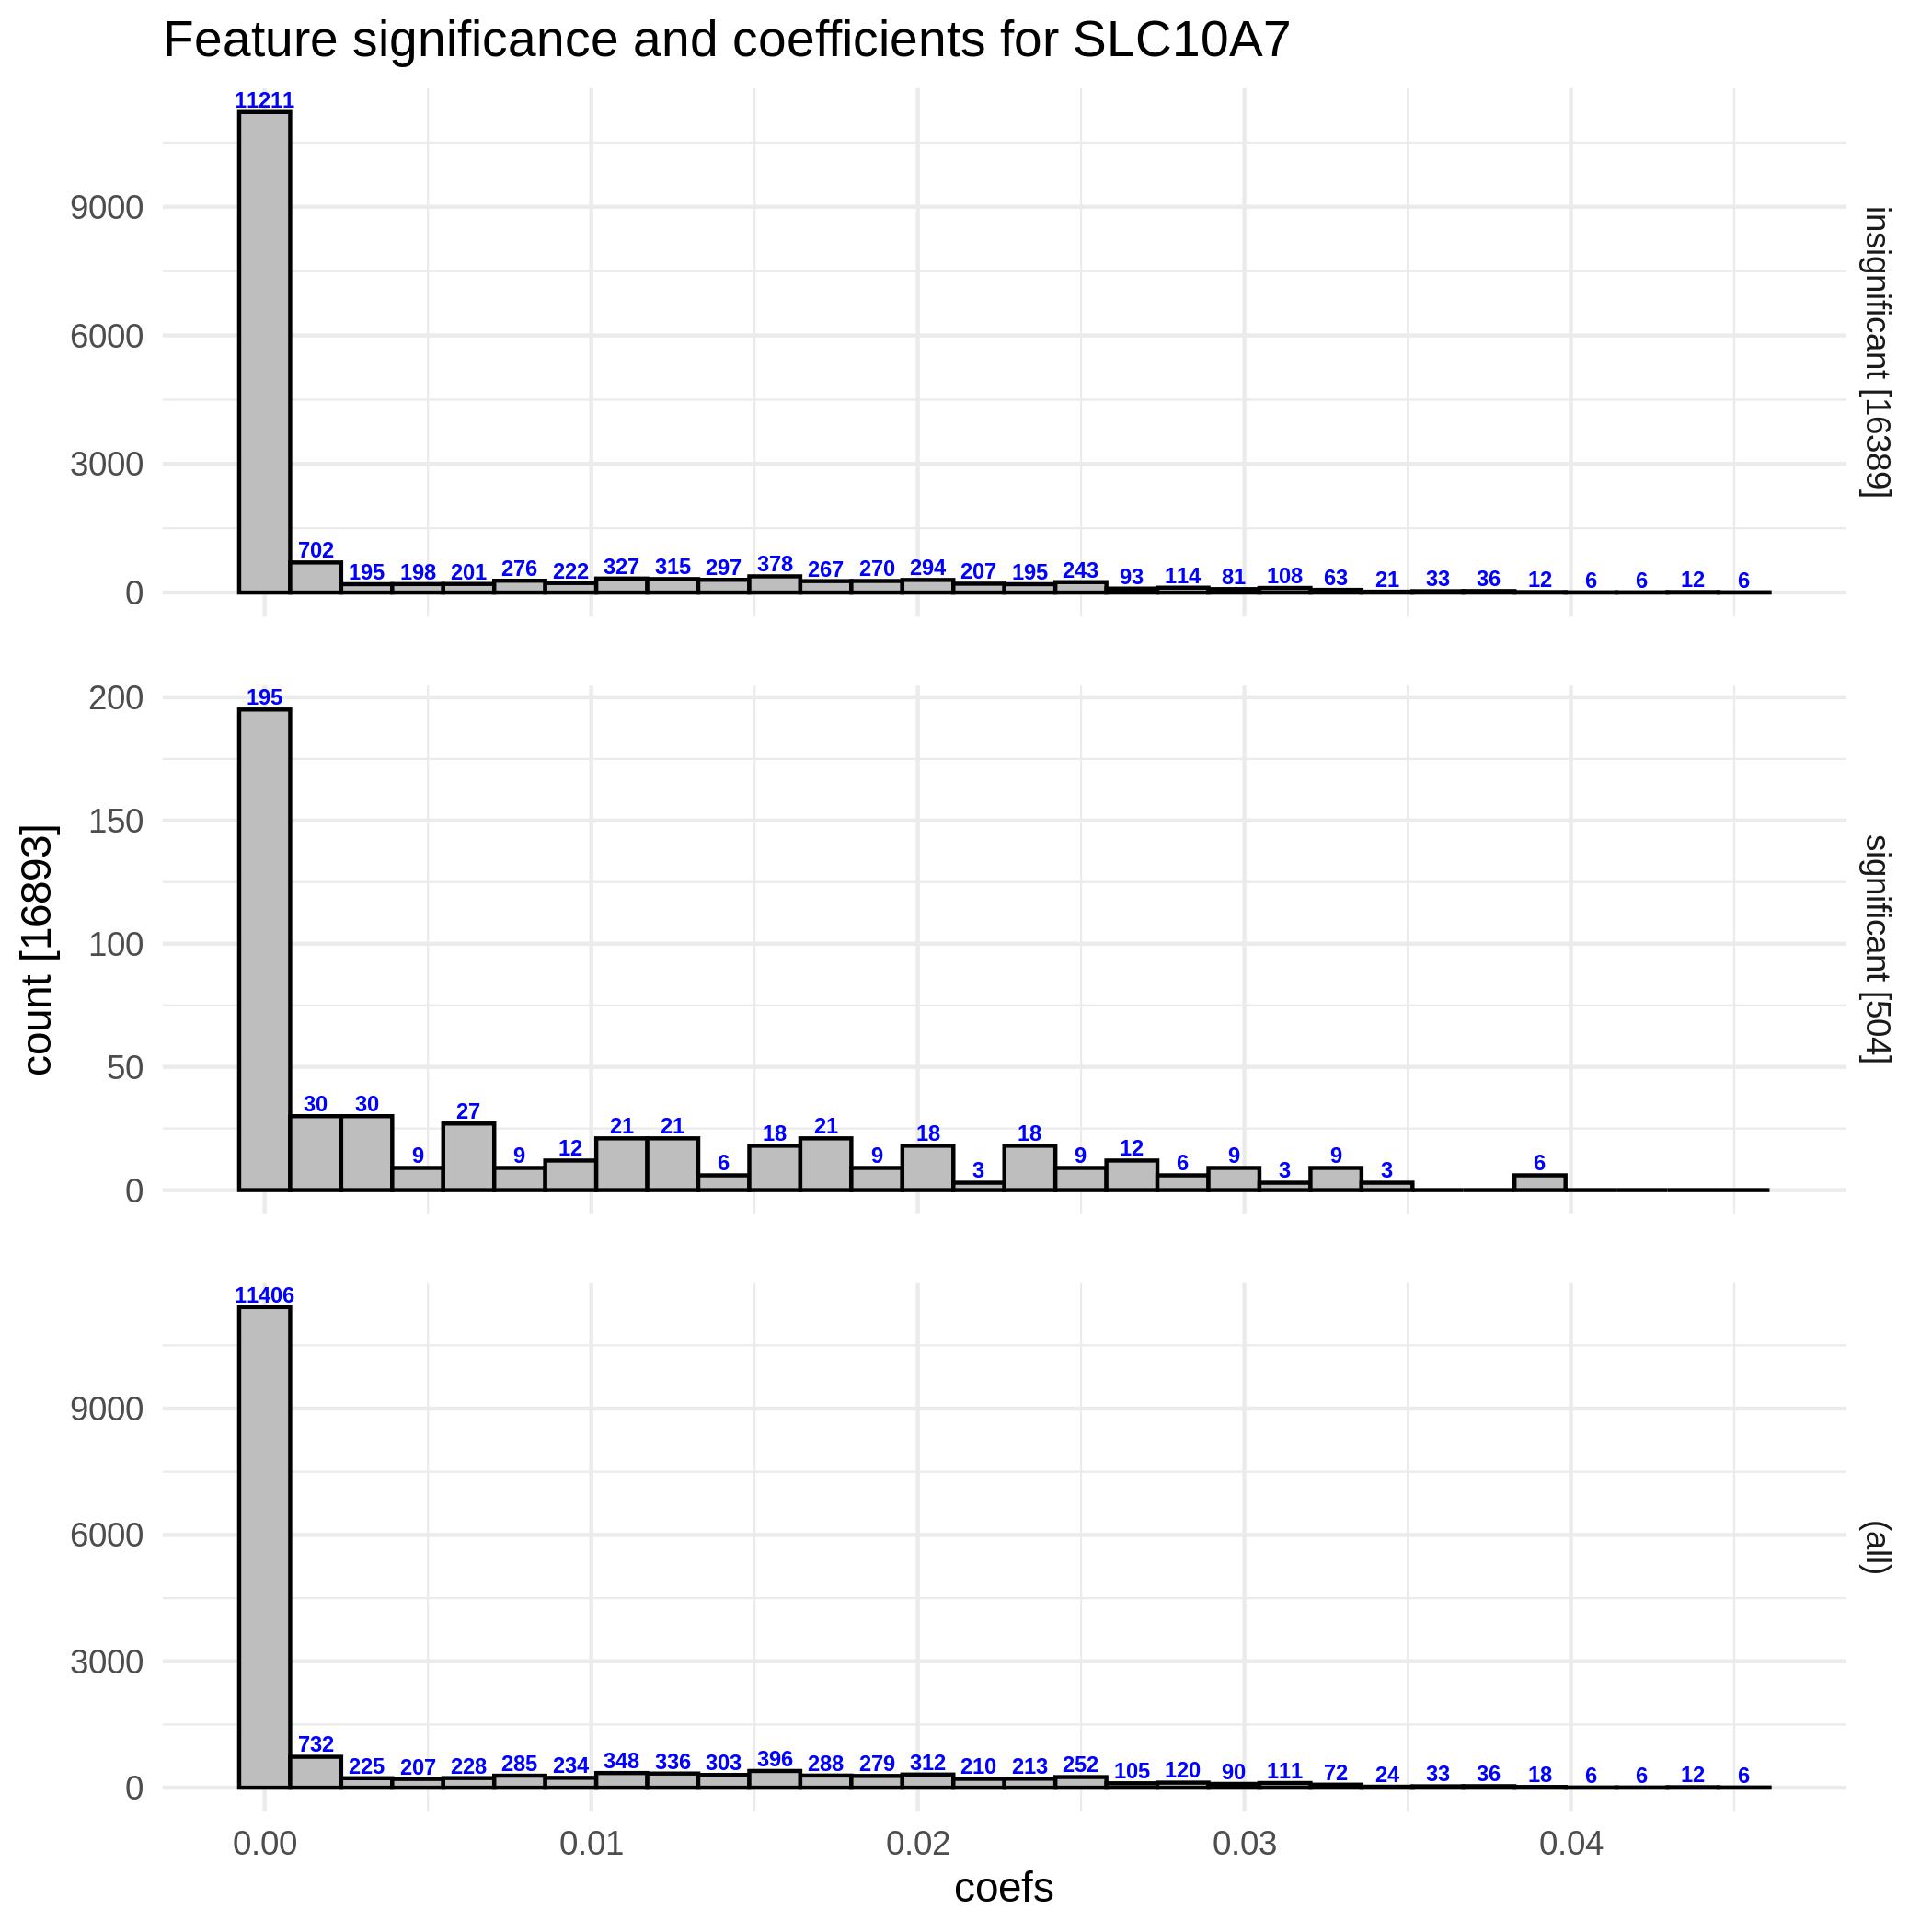 Feature significance and coefficients for SLC10A7
11211
9000
6000
3000
0
702 195 198 201 276 222 327 315 297 378 267 270 294 207 195 243 93 114 81 108 63 21 33 36 12 6 6 12 6
insignificant [16389]
count [16893]
200
150
100
50
0
195 30 30 9 27 9 12 21 21 6 18 21 9 18 3 18 9 12 6 9 3 9 3 6
significant [504]
11406
9000
6000
3000
0
732 225 207 228 285 234 348 336 303 396 288 279 312 210 213 252 105 120 90 111 72 24 33 36 18 6 6 12 6
(all)
0.00 0.01 0.02 0.03 0.04
coefs